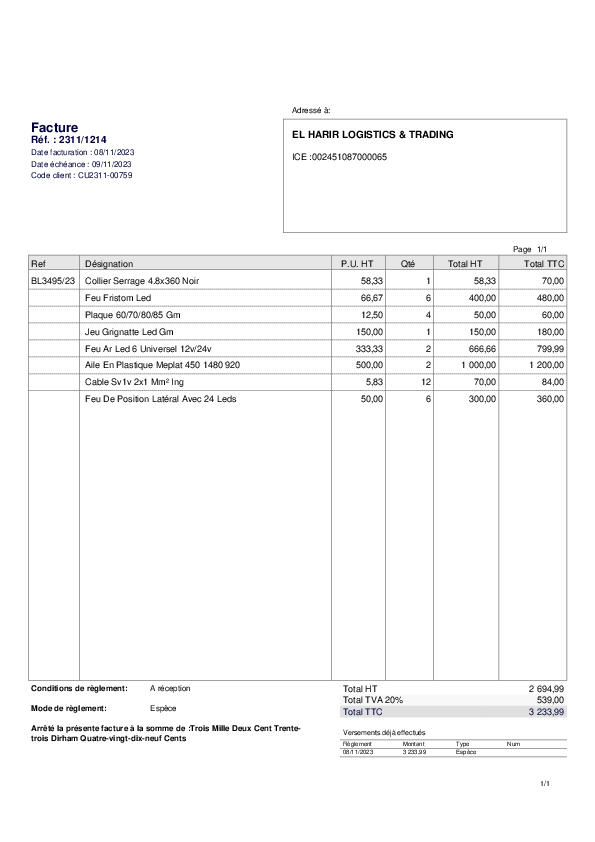 Adressé à:
Facture
Réf. : 2311/1214
Date facturation : 08/11/2023
Date échéance : 09/11/2023
Code client : CU2311-00759
EL HARIR LOGISTICS & TRADING
ICE :002451087000065
Page 1/1
Ref Désignation P.U. HT Qté Total HT Total TTC
BL3495/23 Collier Serrage 4.8x360 Noir 58,33 1 58,33 70,00
Feu Fristom Led 66,67 6 400,00 480,00
Plaque 60/70/80/85 Gm 12,50 4 50,00 60,00
Jeu Grignatte Led Gm 150,00 1 150,00 180,00
Feu Ar Led 6 Universel 12v/24v 333,33 2 666,66 799,99
Aile En Plastique Meplat 450 1480 920 500,00 2 1 000,00 1 200,00
Cable Sv1v 2x1 Mm² Ing 5,83 12 70,00 84,00
Feu De Position Latéral Avec 24 Leds 50,00 6 300,00 360,00
Conditions de règlement: A réception
Mode de règlement: Espèce
Arrêté la présente facture à la somme de :Trois Mille Deux Cent Trente-
trois Dirham Quatre-vingt-dix-neuf Cents
Total HT 2 694,99
Total TVA 20% 539,00
Total TTC 3 233,99
Versements déjà effectués
Règlement Montant Type Num
08/11/2023 3 233,99 Espèce
1/1